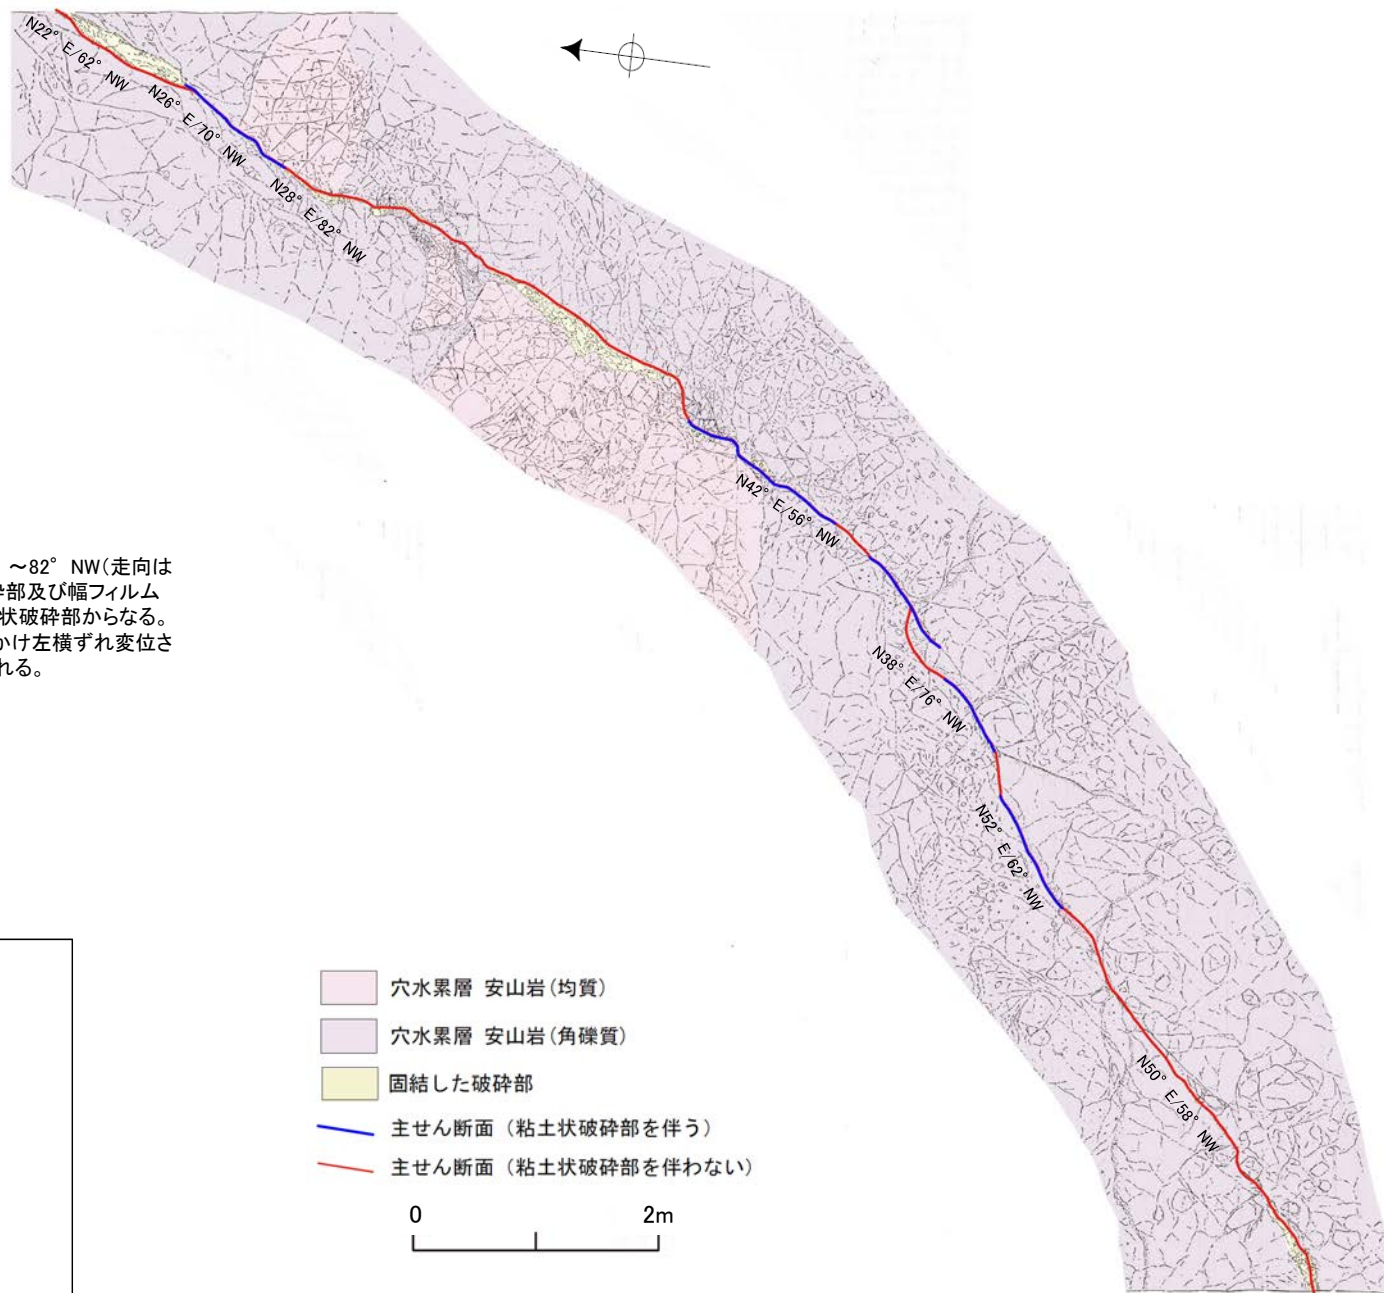 N22° E/62° NW
N26° E/70° NW
N28° E/82° NW
N42° E/56° NW
～82° NW(走向は
砕部及び幅フィルム
状破砕部からなる。
かけ左横ずれ変位さ
れる。
N38° E/76° NW
N52° E/62° NW
N50° E/58° NW
穴水累層 安山岩(均質)
穴水累層 安山岩(角礫質)
固結した破砕部
主せん断面（粘土状破砕部を伴う）
主せん断面（粘土状破砕部を伴わない）
0 2m